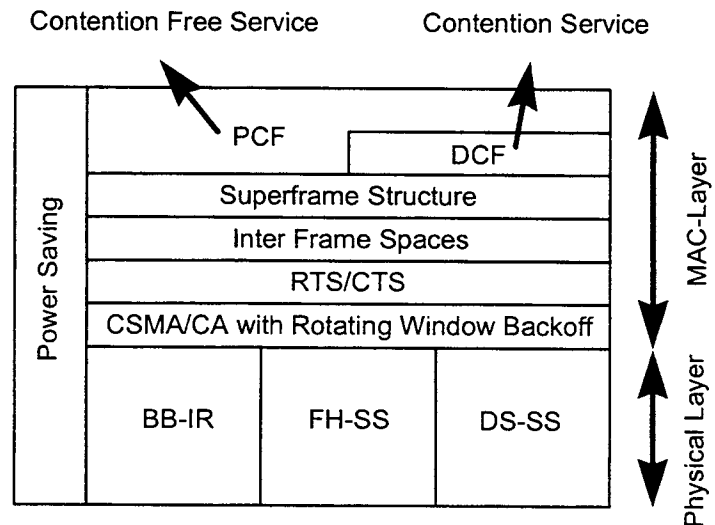 Contention Free Service
Contention Service
PCF
DCF
Superframe Structure
Inter Frame Spaces
RTS/CTS
CSMA/CA with Rotating Window Backoff
BB-IR
FH-SS
DS-SS
Power Saving
MAC-Layer
Physical Layer